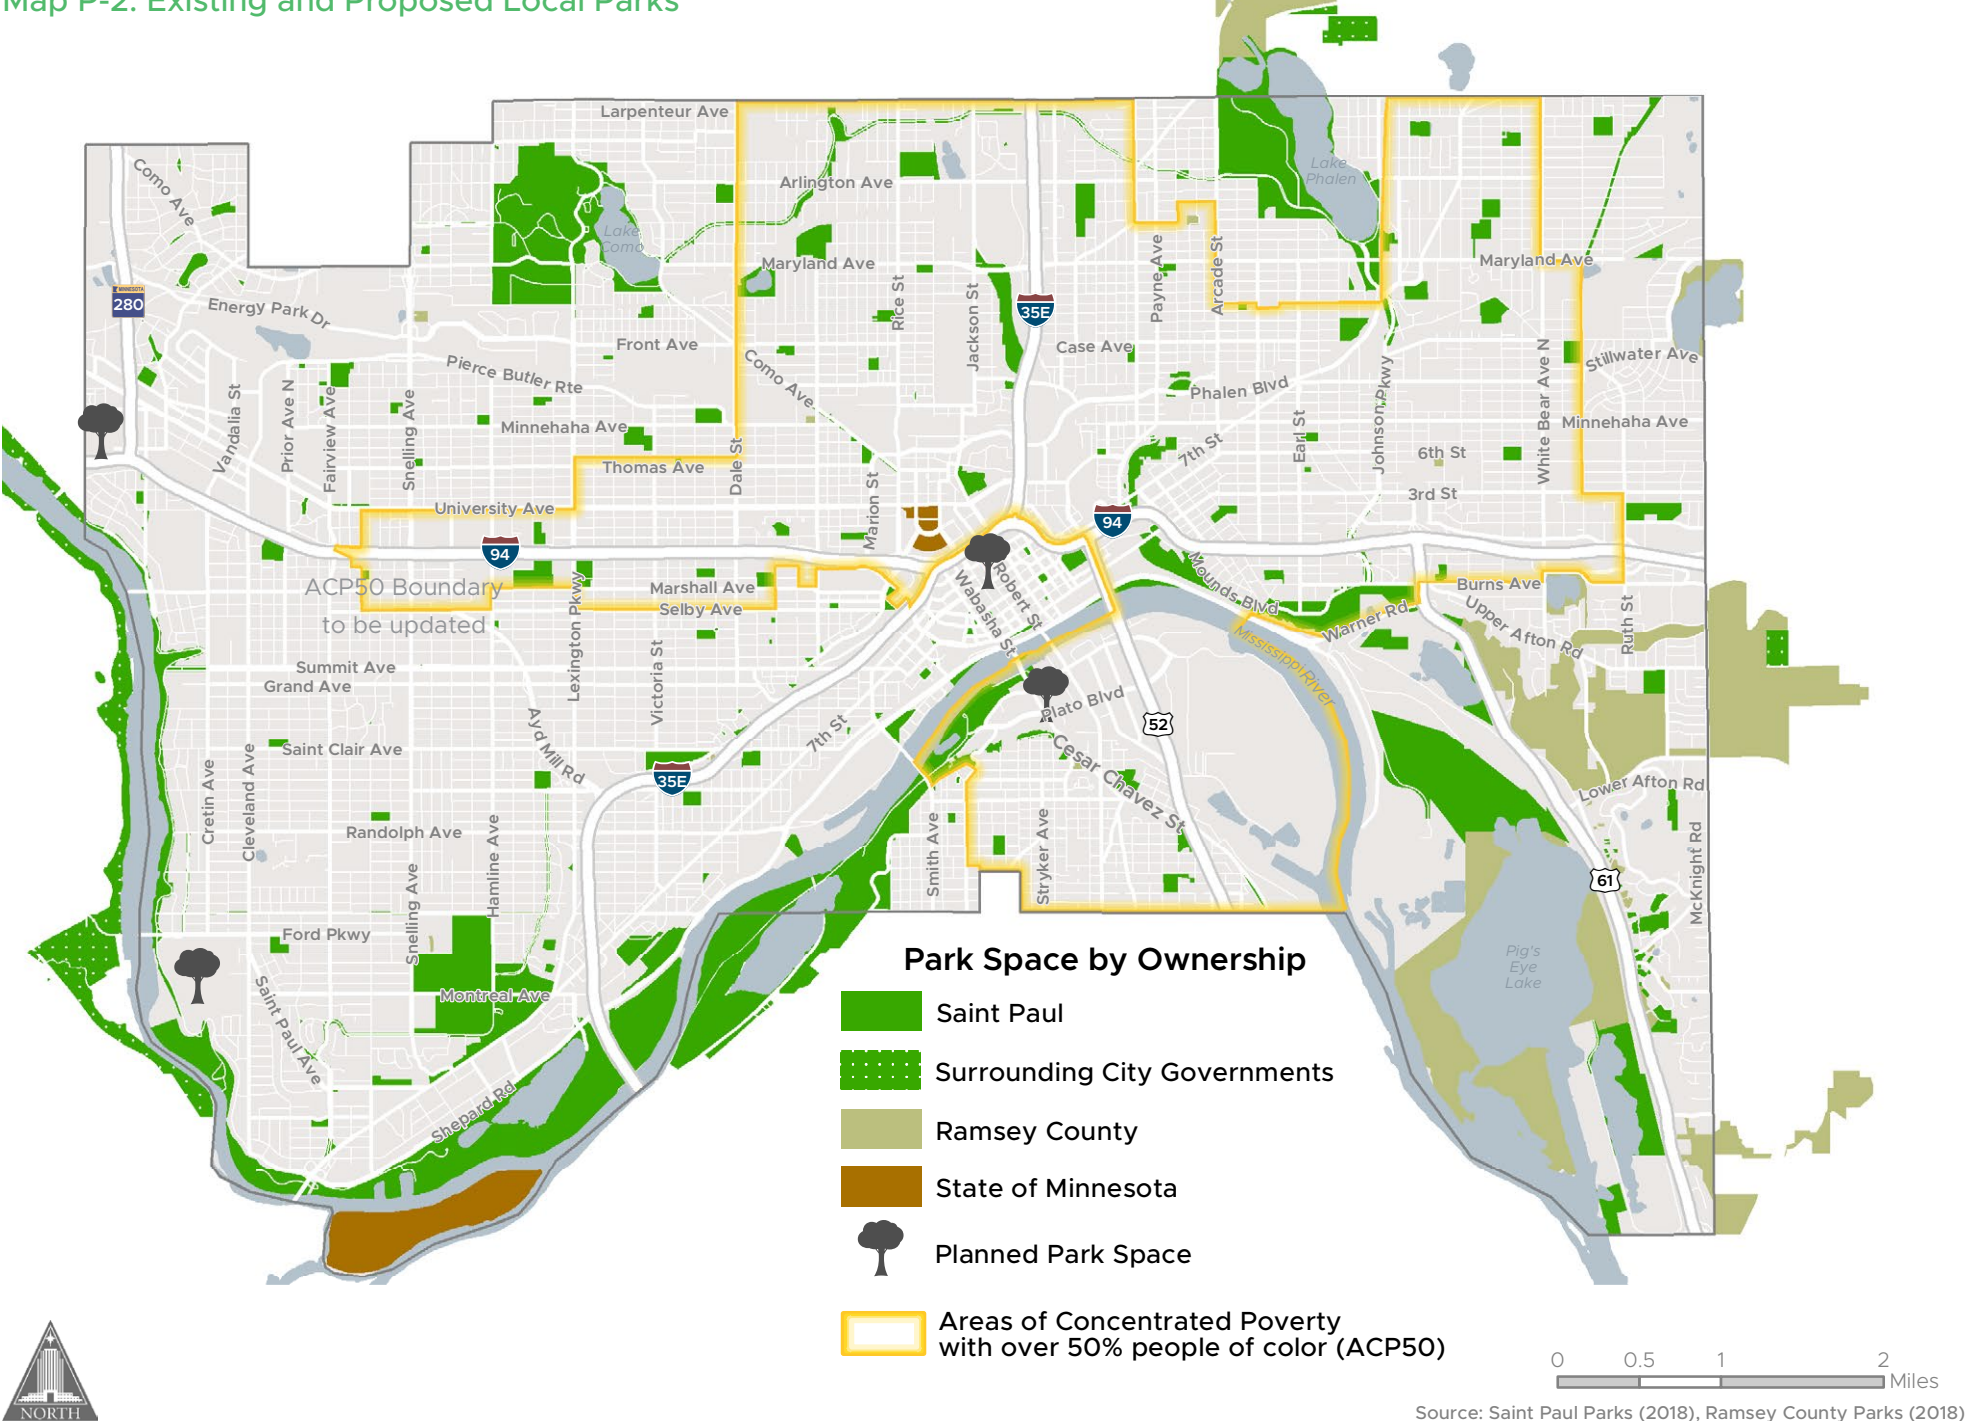 Map P-2: Existing and Proposed Local Parks
Larpenteur Ave
Como Ave
Arlington Ave
Lake
Phalen
Lake
Como
Maryland Ave
Maryland Ave
Payne Ave
Arcade St
Rice St
Jackson St
MINNESOTA
280
Energy Park Dr
35E
Front Ave
Case Ave
Como Ave
Pierce Butler Rte
Phalen Blvd
Johnson Pkwy
White Bear Ave N
Stillwater Ave
Vandalia St
Prior Ave N
Fairview Ave
Snelling Ave
Minnehaha Ave
Minnehaha Ave
Earl St
7th St
6th St
Thomas Ave
Dale St
Marion St
3rd St
University Ave
94
94
ACP50 Boundary
to be updated
Marshall Ave
Selby Ave
Lexington Pkwy
Victoria St
Wabasha St
Robert St
Mounds Blvd
Warner Rd
Burns Ave
Upper Afton Rd
Ruth St
Mississippi River
Summit Ave
Grand Ave
Ayd Mill Rd
7th St
Plato Blvd
52
Cesar Chavez St
Saint Clair Ave
35E
Cretin Ave
Cleveland Ave
Lower Afton Rd
Randolph Ave
Hamline Ave
Snelling Ave
Smith Ave
Stryker Ave
McKnight Rd
61
Ford Pkwy
Saint Paul Ave
Montreal Ave
Shepard Rd
Pig's
Eye
Lake
Park Space by Ownership
Saint Paul
Surrounding City Governments
Ramsey County
State of Minnesota
Planned Park Space
Areas of Concentrated Poverty
with over 50% people of color (ACP50)
0 0.5 1 2
Miles
NORTH
Source: Saint Paul Parks (2018), Ramsey County Parks (2018)